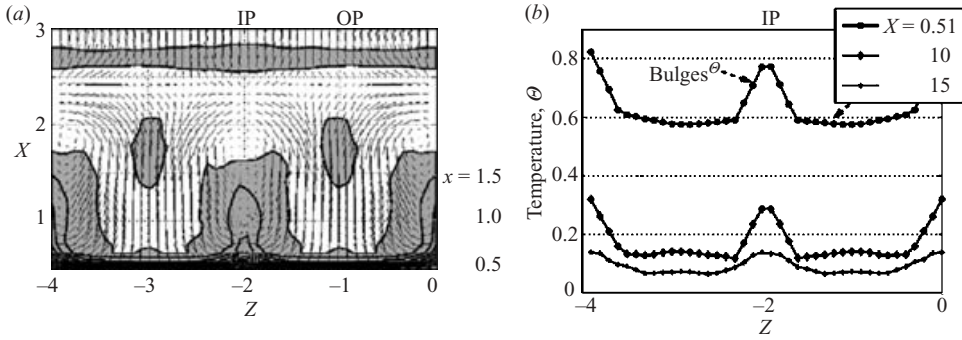 (a)
IP
OP
3
2
X
1
x = 1.5
1.0
0.5
−4
−3
−2
−1
0
Z
(b)
IP
X = 0.51
10
15
0.8
0.6
0.4
0.2
0
Temperature, Θ
Bulges Θ
−4
−2
0
Z